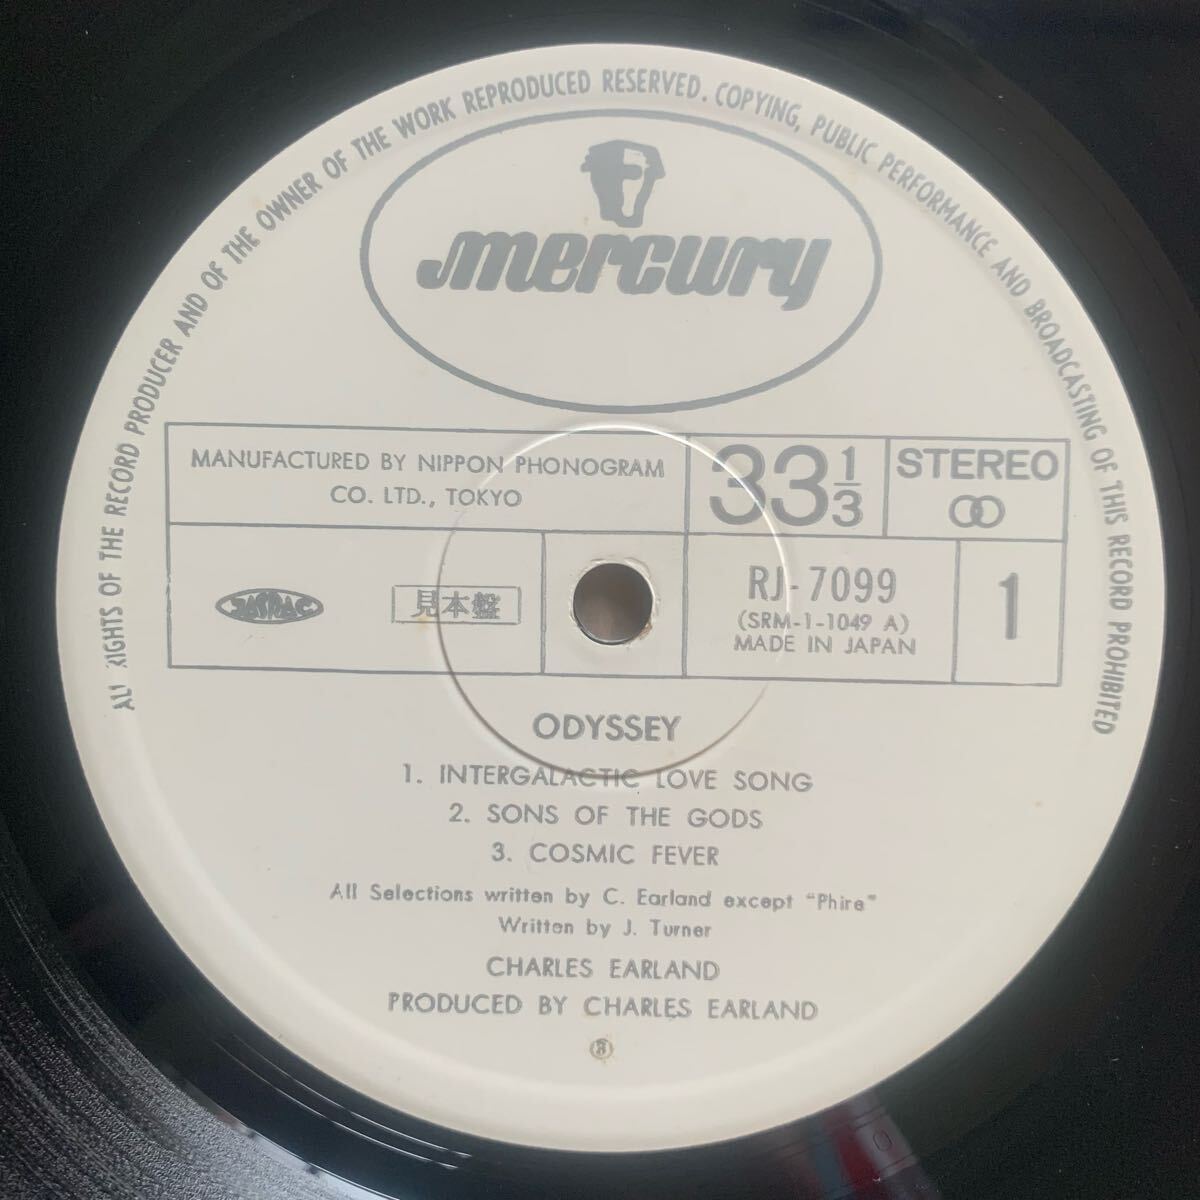 ALL RIGHTS OF THE RECORD PRODUCER AND OF THE OWNER OF THE WORK REPRODUCED RESERVED. COPYING, PUBLIC PERFORMANCE AND BROADCASTING OF THIS RECORD PROHIBITED
mercury
MANUFACTURED BY NIPPON PHONOGRAM
CO. LTD., TOKYO
33 1/3
STEREO
JASRAC
見本盤
RJ-7099
(SRM-1-1049 A)
MADE IN JAPAN
1
ODYSSEY
1. INTERGALACTIC LOVE SONG
2. SONS OF THE GODS
3. COSMIC FEVER
All Selections written by C. Earland except "Phire"
Written by J. Turner
CHARLES EARLAND
PRODUCED BY CHARLES EARLAND